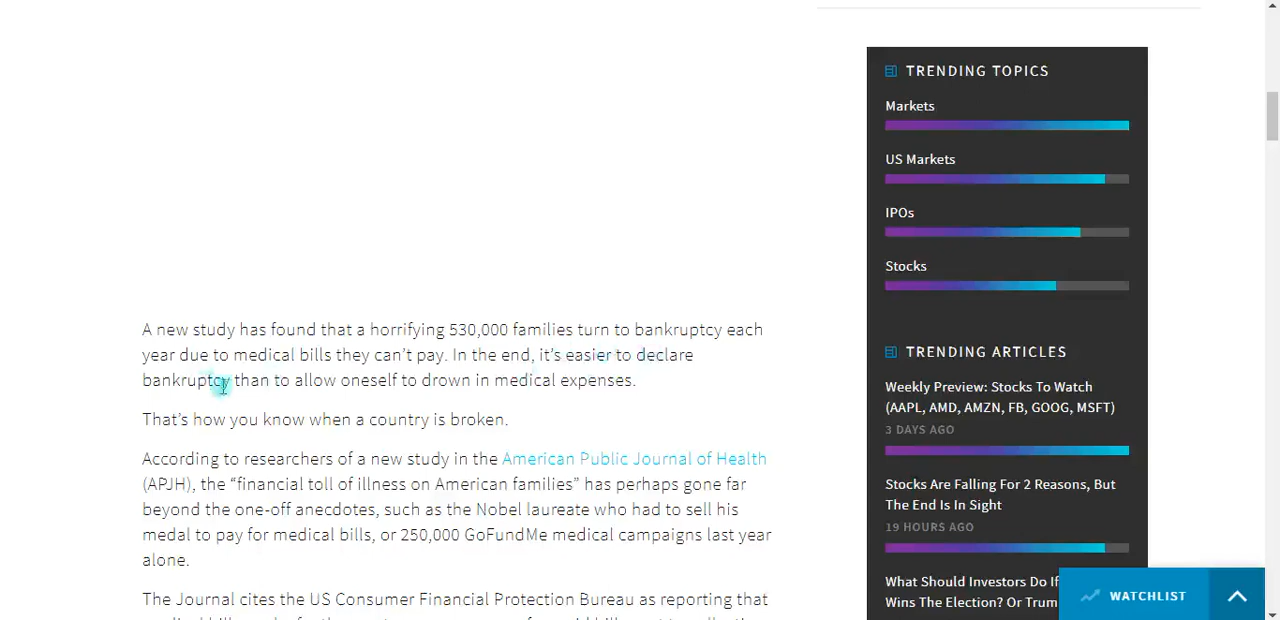 A new study has found that a horrifying 530,000 families turn to bankruptcy each
year due to medical bills they can't pay. In the end, it's easier to declare
bankruptcy than to allow oneself to drown in medical expenses.
That's how you know when a country is broken.
According to researchers of a new study in the American Public Journal of Health
(APJH), the “financial toll of illness on American families” has perhaps gone far
beyond the one-off anecdotes, such as the Nobel laureate who had to sell his
medal to pay for medical bills, or 250,000 GoFundMe medical campaigns last year
alone.
The Journal cites the US Consumer Financial Protection Bureau as reporting that
TRENDING TOPICS
Markets
US Markets
IPOs
Stocks
TRENDING ARTICLES
Weekly Preview: Stocks To Watch
(AAPL, AMD, AMZN, FB, GOOG, MSFT)
3 DAYS AGO
Stocks Are Falling For 2 Reasons, But
The End Is In Sight
19 HOURS AGO
What Should Investors Do If
Wins The Election? Or Trum
WATCHLIST